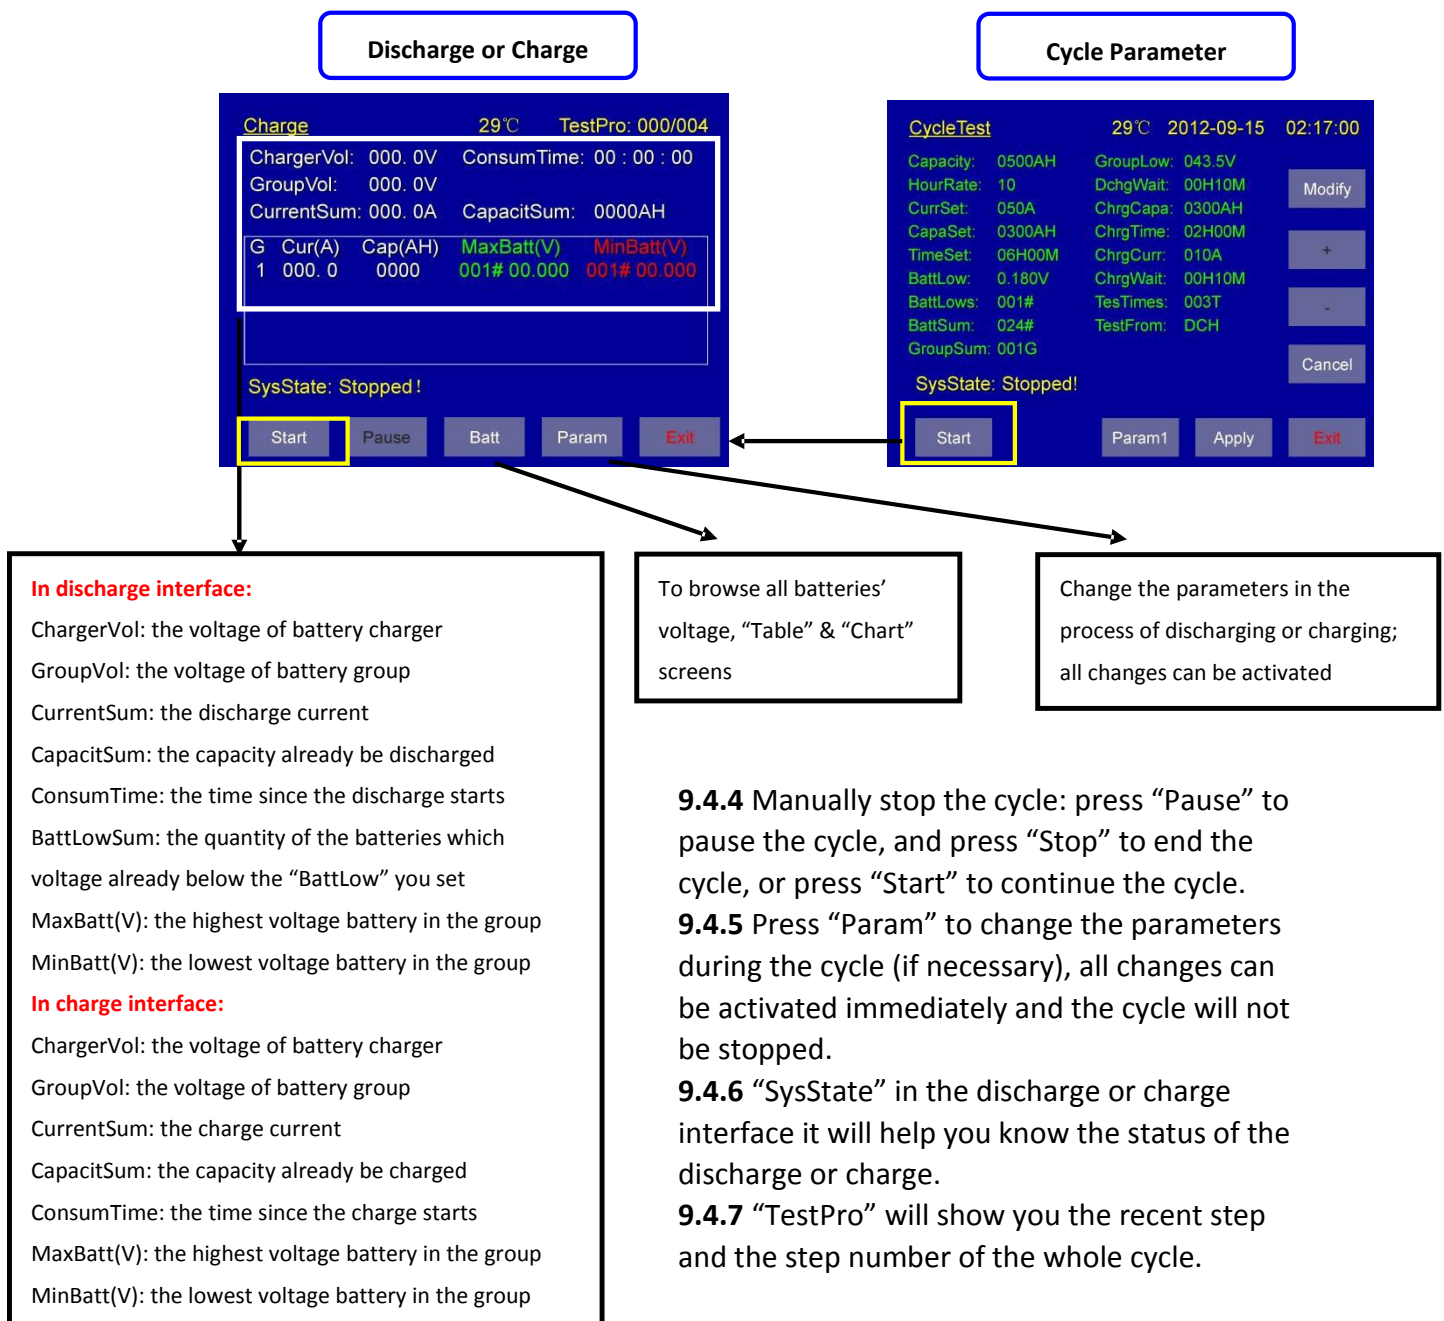 Discharge or Charge
Cycle Parameter
Charge 29℃ TestPro: 000/004
ChargerVol: 000. 0V ConsumTime: 00 : 00 : 00
GroupVol: 000. 0V
CurrentSum: 000. 0A CapacitSum: 0000AH
G Cur(A) Cap(AH) MaxBatt(V) MinBatt(V)
1 000. 0 0000 001# 00.000 001# 00.000
SysState: Stopped!
Start Pause Batt Param Exit
CycleTest 29℃ 2012-09-15 02:17:00
Capacity: 0500AH GroupLow: 043.5V
HourRate: 10 DchgWait: 00H10M
CurrSet: 050A ChrgCapa: 0300AH
CapaSet: 0300AH ChrgTime: 02H00M
TimeSet: 06H00M ChrgCurr: 010A
BattLow: 0.180V ChrgWait: 00H10M
BattLows: 001# TesTimes: 003T
BattSum: 024# TestFrom: DCH
GroupSum: 001G
Modify
+
-
Cancel
SysState: Stopped!
Start Param1 Apply Exit
In discharge interface:
ChargerVol: the voltage of battery charger
GroupVol: the voltage of battery group
CurrentSum: the discharge current
CapacitSum: the capacity already be discharged
ConsumTime: the time since the discharge starts
BattLowSum: the quantity of the batteries which
voltage already below the “BattLow” you set
MaxBatt(V): the highest voltage battery in the group
MinBatt(V): the lowest voltage battery in the group
In charge interface:
ChargerVol: the voltage of battery charger
GroupVol: the voltage of battery group
CurrentSum: the charge current
CapacitSum: the capacity already be charged
ConsumTime: the time since the charge starts
MaxBatt(V): the highest voltage battery in the group
MinBatt(V): the lowest voltage battery in the group
To browse all batteries’
voltage, “Table” & “Chart”
screens
Change the parameters in the
process of discharging or charging;
all changes can be activated
9.4.4 Manually stop the cycle: press “Pause” to
pause the cycle, and press “Stop” to end the
cycle, or press “Start” to continue the cycle.
9.4.5 Press “Param” to change the parameters
during the cycle (if necessary), all changes can
be activated immediately and the cycle will not
be stopped.
9.4.6 “SysState” in the discharge or charge
interface it will help you know the status of the
discharge or charge.
9.4.7 “TestPro” will show you the recent step
and the step number of the whole cycle.